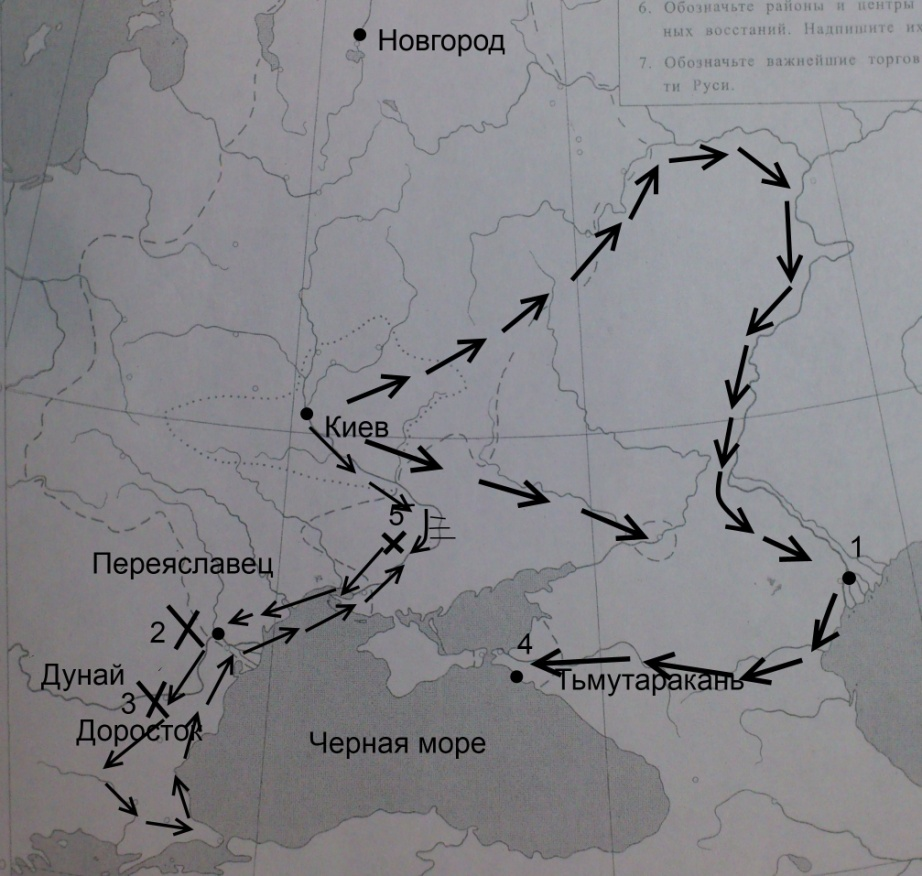 6. Обозначьте районы и центры
ных восстаний. Надпишите их
7. Обозначьте важнейшие торгов
ти Руси.
Новгород
Киев
5
1
Переяславец
2
4
Дунай
Тьмутаракань
3
Доросток
Черная море